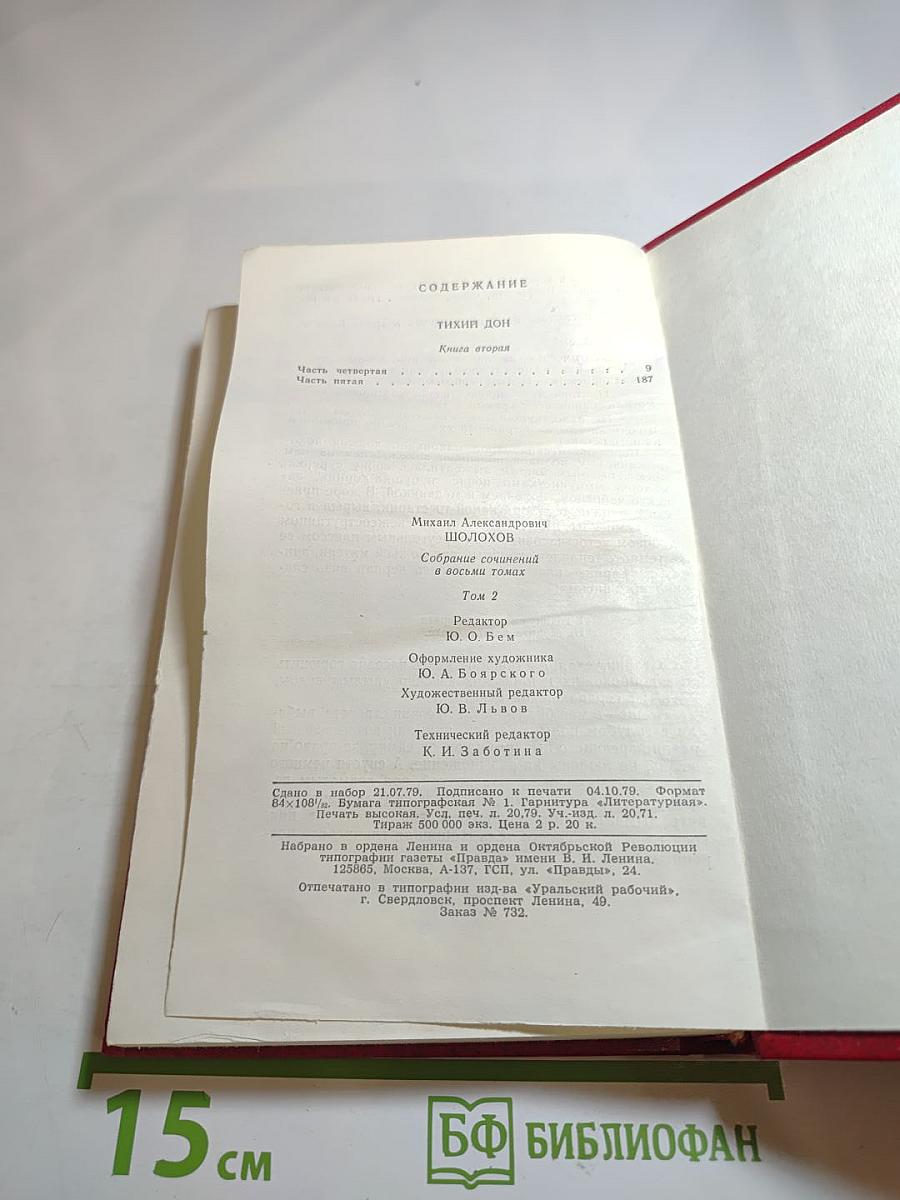 СОДЕРЖАНИЕ
ТИХИЙ ДОН
Книга вторая
Часть четвертая . . . . . . . . . . . . . . . . 9
Часть пятая . . . . . . . . . . . . . . . . . 187
Михаил Александрович
ШОЛОХОВ
Собрание сочинений
в восьми томах
Том 2
Редактор
Ю. О. Бем
Оформление художника
Ю. А. Боярского
Художественный редактор
Ю. В. Львов
Технический редактор
К. И. Заботина
Сдано в набор 21.07.79. Подписано к печати 04.10.79. Формат
84×108¹/₃₂. Бумага типографская № 1. Гарнитура «Литературная».
Печать высокая. Усл. печ. л. 20,79. Уч.-изд. л. 20,71.
Тираж 500 000 экз. Цена 2 р. 20 к.
Набрано в ордена Ленина и ордена Октябрьской Революции
типографии газеты «Правда» имени В. И. Ленина.
125865, Москва, А-137, ГСП, ул. «Правды», 24.
Отпечатано в типографии изд-ва «Уральский рабочий»,
г. Свердловск, проспект Ленина, 49.
Заказ № 732.
15 см
БФ БИБЛИОФАН